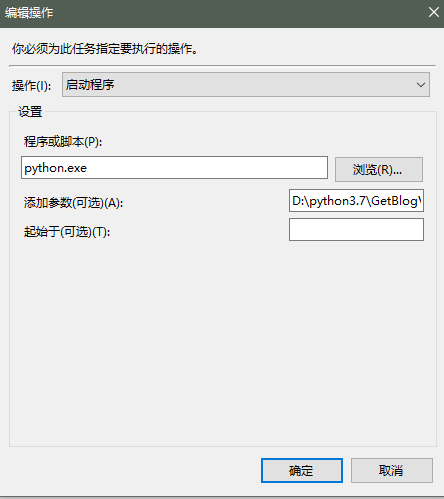 编辑操作
你必须为此任务指定要执行的操作。
操作(I): 启动程序
设置
程序或脚本(P):
python.exe 浏览(R)...
添加参数(可选)(A): D:\python3.7\GetBlog\
起始于(可选)(T):
确定 取消